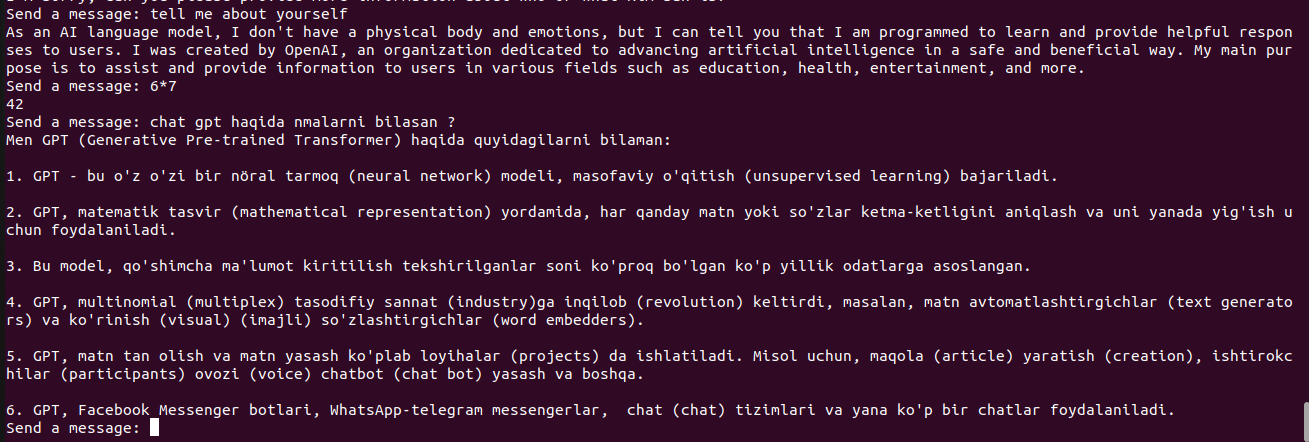 Send a message: tell me about yourself
As an AI language model, I don't have a physical body and emotions, but I can tell you that I am programmed to learn and provide helpful respon
ses to users. I was created by OpenAI, an organization dedicated to advancing artificial intelligence in a safe and beneficial way. My main pur
pose is to assist and provide information to users in various fields such as education, health, entertainment, and more.
Send a message: 6*7
42
Send a message: chat gpt haqida nmalarni bilasan ?
Men GPT (Generative Pre-trained Transformer) haqida quyidagilarni bilaman:
1. GPT - bu o'z o'zi bir nöral tarmoq (neural network) modeli, masofaviy o'qitish (unsupervised learning) bajariladi.
2. GPT, matematik tasvir (mathematical representation) yordamida, har qanday matn yoki so'zlar ketma-ketligini aniqlash va uni yanada yig'ish u
chun foydalaniladi.
3. Bu model, qo'shimcha ma'lumot kiritilish tekshirilganlar soni ko'proq bo'lgan ko'p yillik odatlarga asoslangan.
4. GPT, multinomial (multiplex) tasodifiy sannat (industry)ga inqilob (revolution) keltirdi, masalan, matn avtomatlashtirgichlar (text generato
rs) va ko'rinish (visual) (imajli) so'zlashtirgichlar (word embedders).
5. GPT, matn tan olish va matn yasash ko'plab loyihalar (projects) da ishlatiladi. Misol uchun, maqola (article) yaratish (creation), ishtirokc
hilar (participants) ovozi (voice) chatbot (chat bot) yasash va boshqa.
6. GPT, Facebook Messenger botlari, WhatsApp-telegram messengerlar,  chat (chat) tizimlari va yana ko'p bir chatlar foydalaniladi.
Send a message: